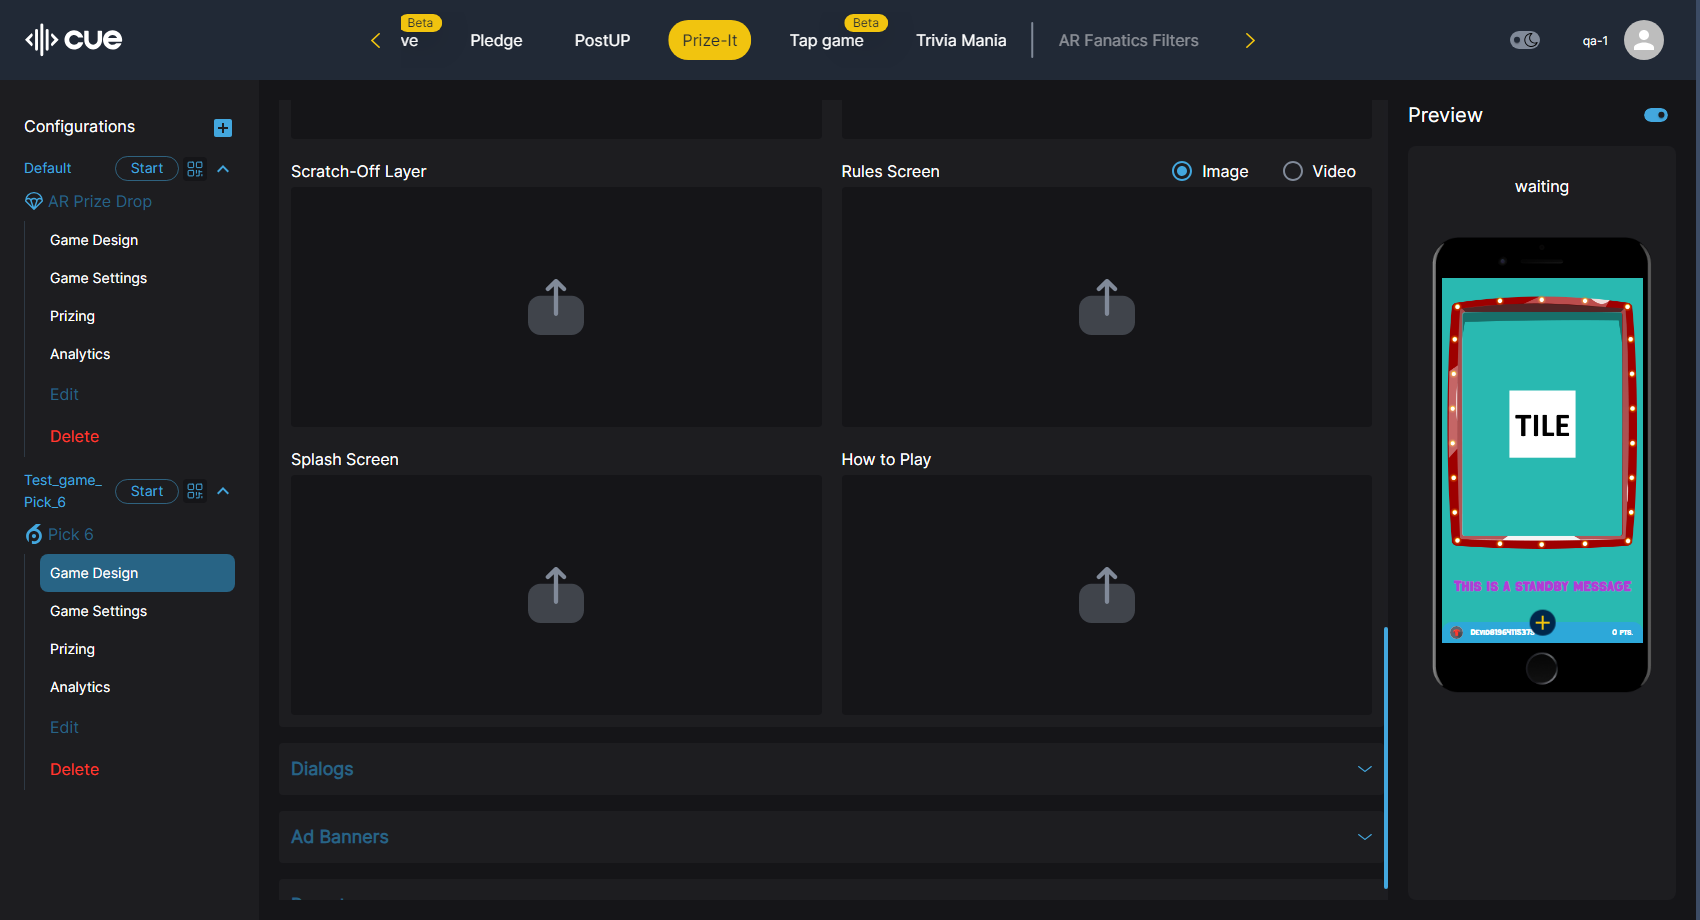 cue
Beta
ve
Pledge
PostUP
Prize-It
Beta
Tap game
Trivia Mania
AR Fanatics Filters
qa-1
Configurations
Default
Start
AR Prize Drop
Game Design
Game Settings
Prizing
Analytics
Edit
Delete
Test_game_
Pick_6
Start
Pick 6
Game Design
Game Settings
Prizing
Analytics
Edit
Delete
Scratch-Off Layer
Rules Screen
Image
Video
Splash Screen
How to Play
Dialogs
Ad Banners
Preview
waiting
TILE
THIS IS A STANDBY MESSAGE
0 PTS.